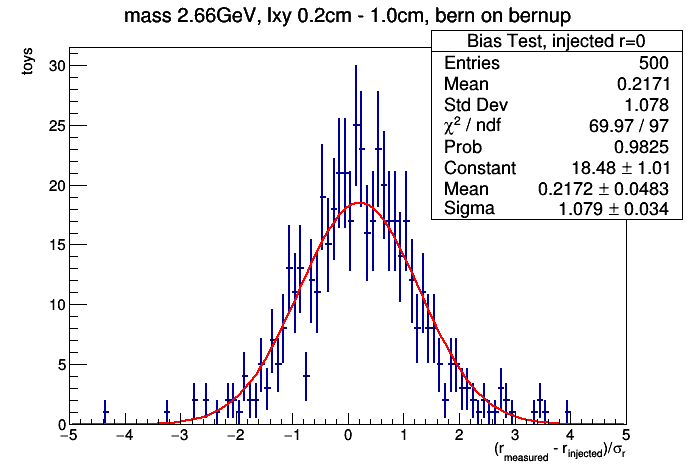 mass 2.66GeV, lxy 0.2cm - 1.0cm, bern on bernup
Bias Test, injected r=0
Entries 500
Mean 0.2171
Std Dev 1.078
χ² / ndf 69.97 / 97
Prob 0.9825
Constant 18.48 ± 1.01
Mean 0.2172 ± 0.0483
Sigma 1.079 ± 0.034
toys
30
25
20
15
10
5
0
−5 −4 −3 −2 −1 0 1 2 3 4 5
(r_measured - r_injected)/σ_r